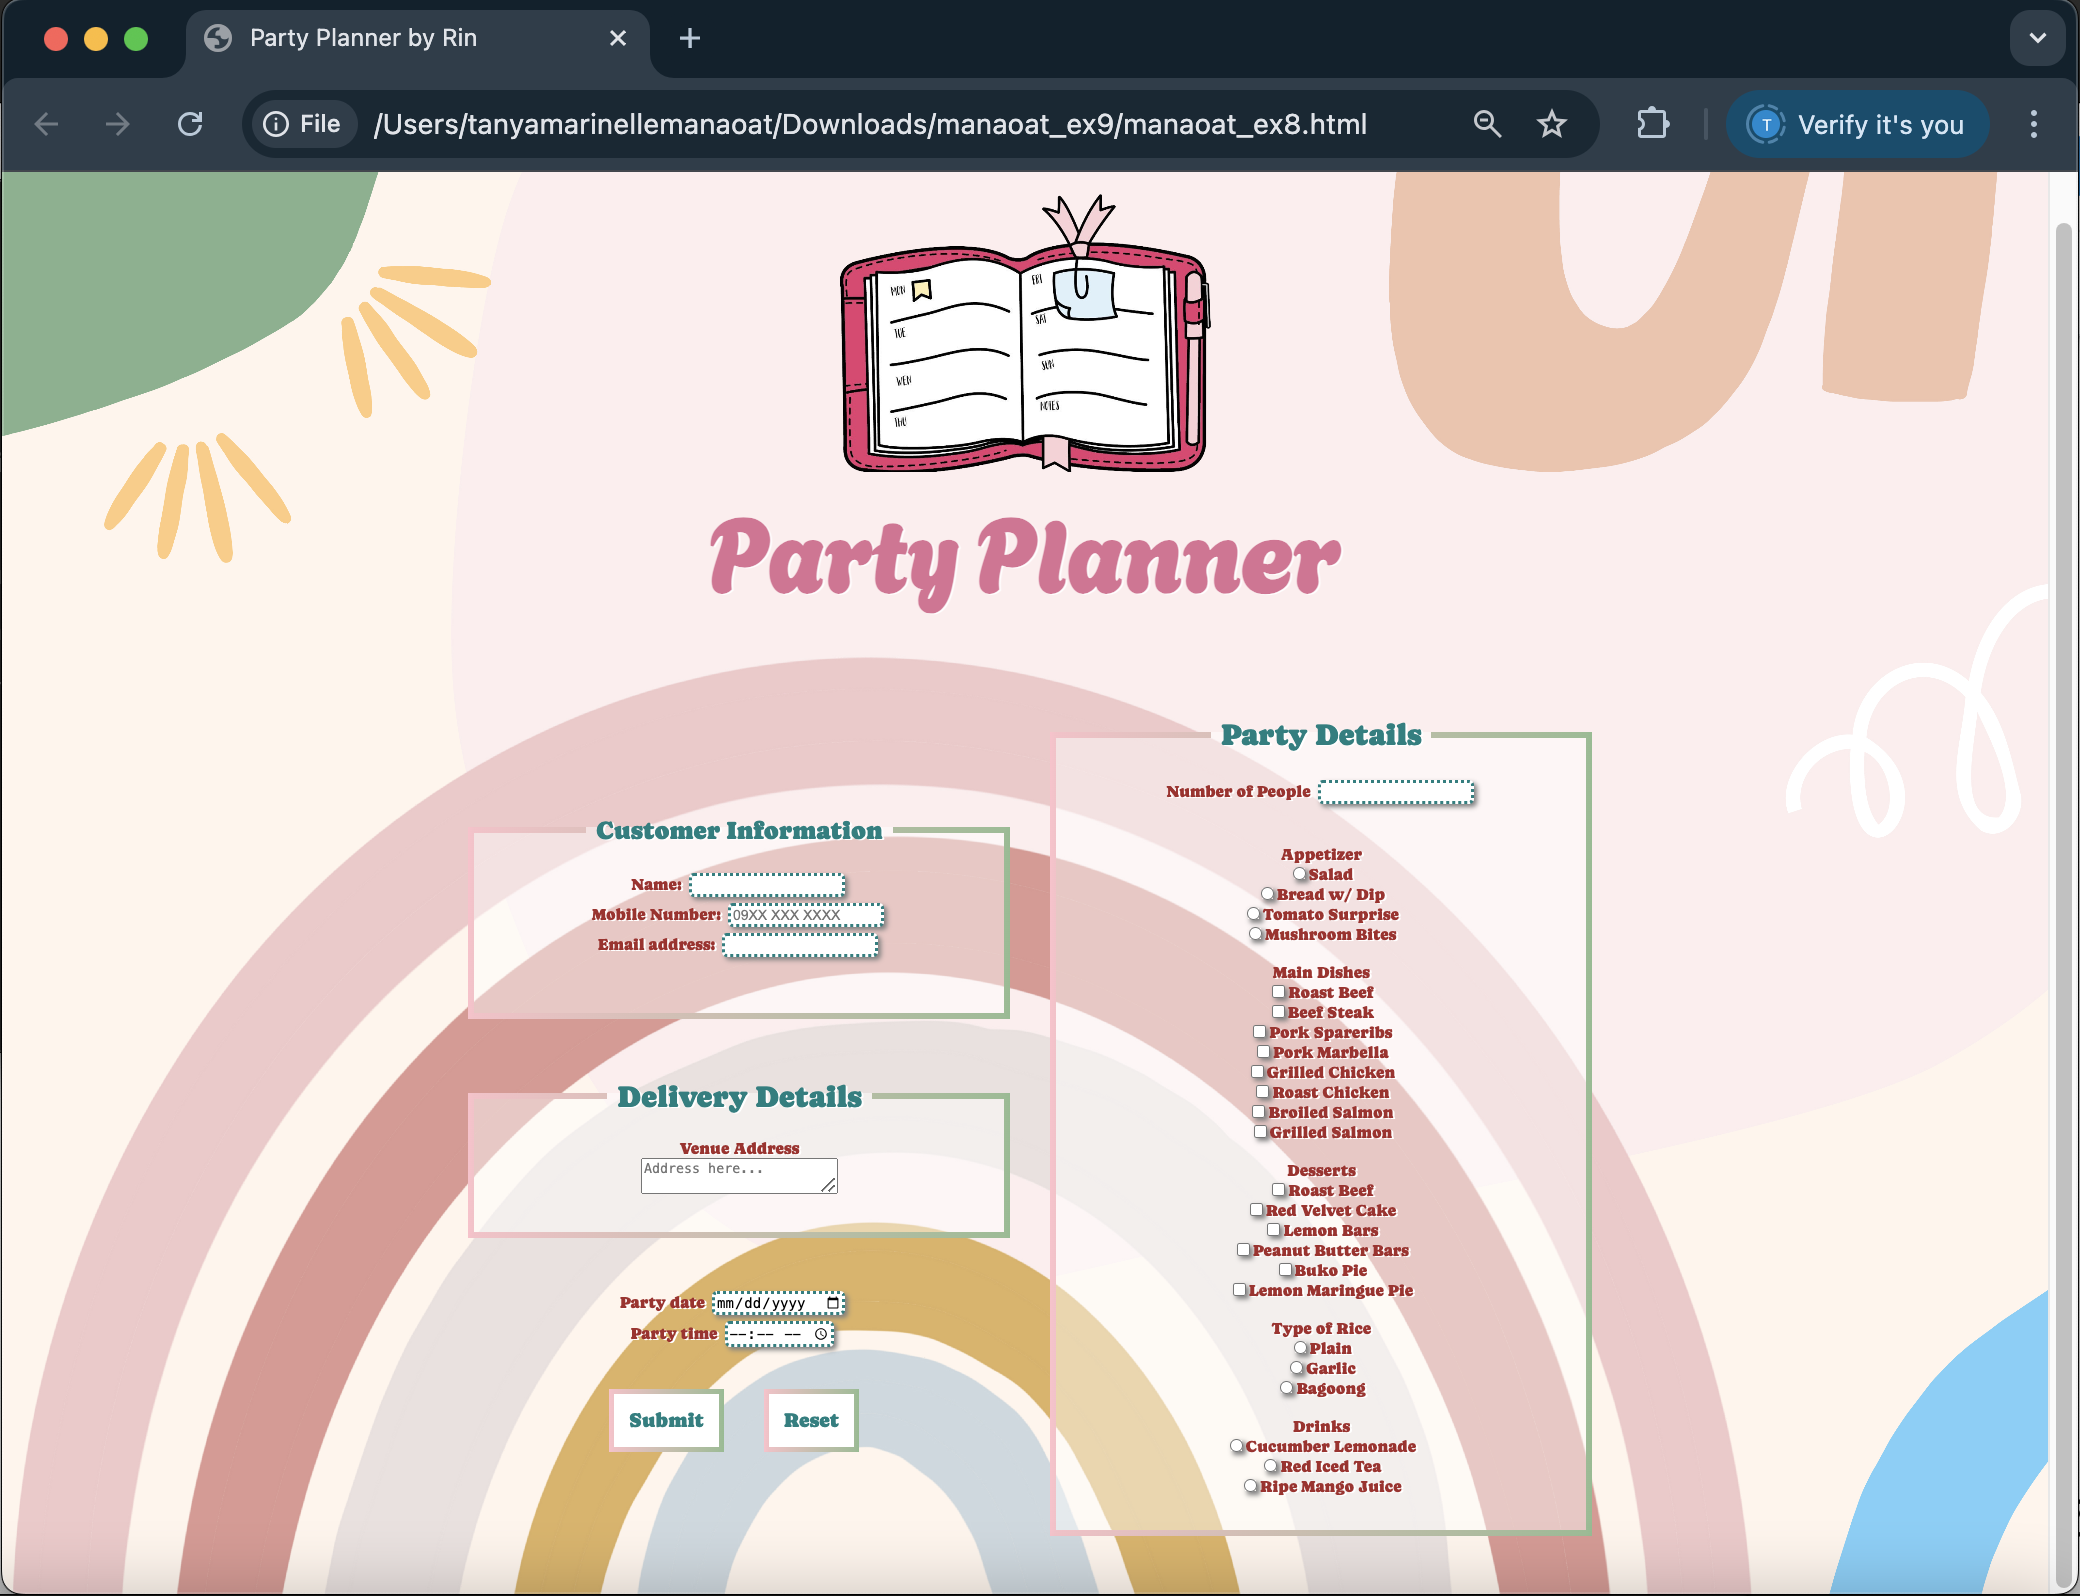 Party Planner by Rin
File
/Users/tanyamarinellemanaoat/Downloads/manaoat_ex9/manaoat_ex8.html
T
Verify it's you
MON
TUE
WEN
THU
FRI
SAT
SUN
NOTES
Party Planner
Customer Information
Name:
Mobile Number: 09XX XXX XXXX
Email address:
Delivery Details
Venue Address
Address here...
Party date mm/dd/yyyy
Party time --:-- --
Submit
Reset
Party Details
Number of People
Appetizer
Salad
Bread w/ Dip
Tomato Surprise
Mushroom Bites
Main Dishes
Roast Beef
Beef Steak
Pork Spareribs
Pork Marbella
Grilled Chicken
Roast Chicken
Broiled Salmon
Grilled Salmon
Desserts
Roast Beef
Red Velvet Cake
Lemon Bars
Peanut Butter Bars
Buko Pie
Lemon Maringue Pie
Type of Rice
Plain
Garlic
Bagoong
Drinks
Cucumber Lemonade
Red Iced Tea
Ripe Mango Juice